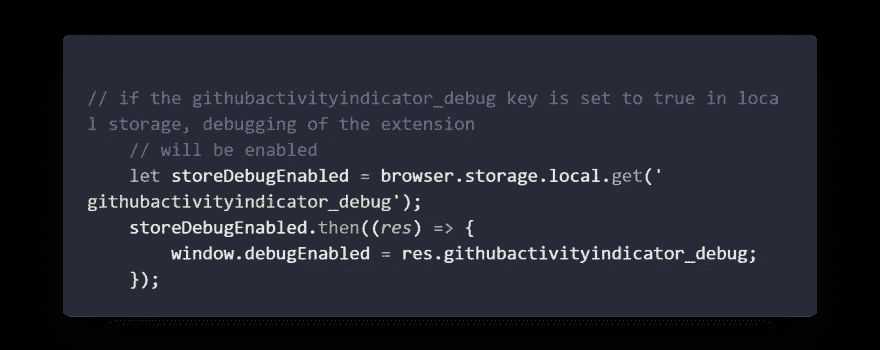 // if the githubactivityindicator_debug key is set to true in loca
l storage, debugging of the extension
    // will be enabled
    let storeDebugEnabled = browser.storage.local.get('
githubactivityindicator_debug');
    storeDebugEnabled.then((res) => {
        window.debugEnabled = res.githubactivityindicator_debug;
    });